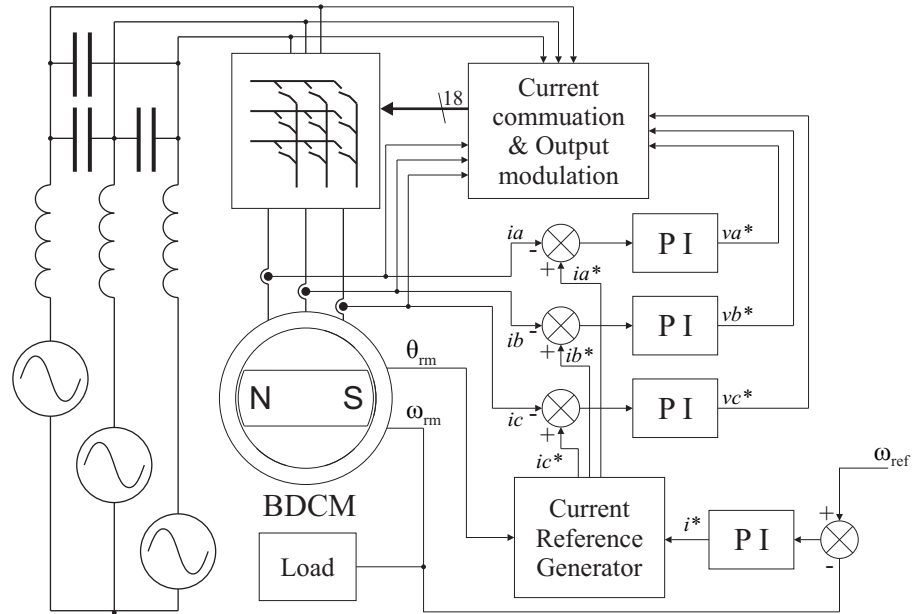 18
Current
commuation
& Output
modulation
ia
-
+
ia*
P I
va*
ib
-
+
ib*
P I
vb*
ic
-
+
ic*
P I
vc*
θrm
N S
ωrm
BDCM
Load
Current
Reference
Generator
i*
P I
ωref
+
-